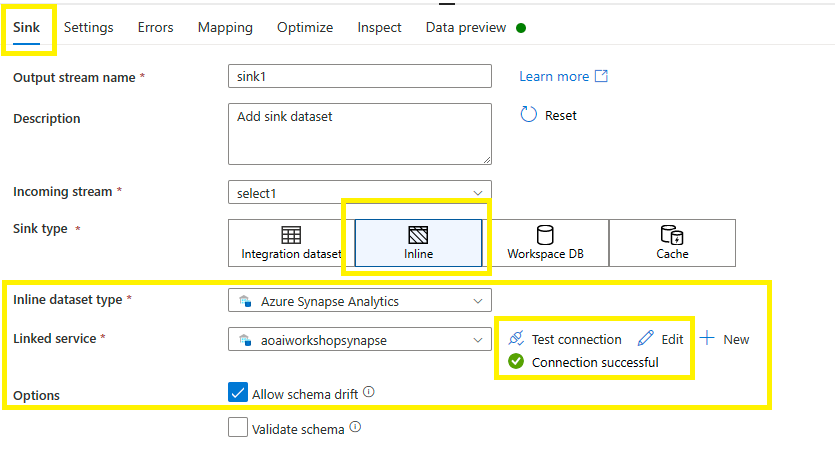 Sink Settings Errors Mapping Optimize Inspect Data preview
Output stream name * sink1 Learn more
Description Add sink dataset Reset
Incoming stream * select1
Sink type * Integration dataset Inline Workspace DB Cache
Inline dataset type * Azure Synapse Analytics
Linked service * aoaiworkshopsynapse Test connection Edit New
Connection successful
Options Allow schema drift
Validate schema